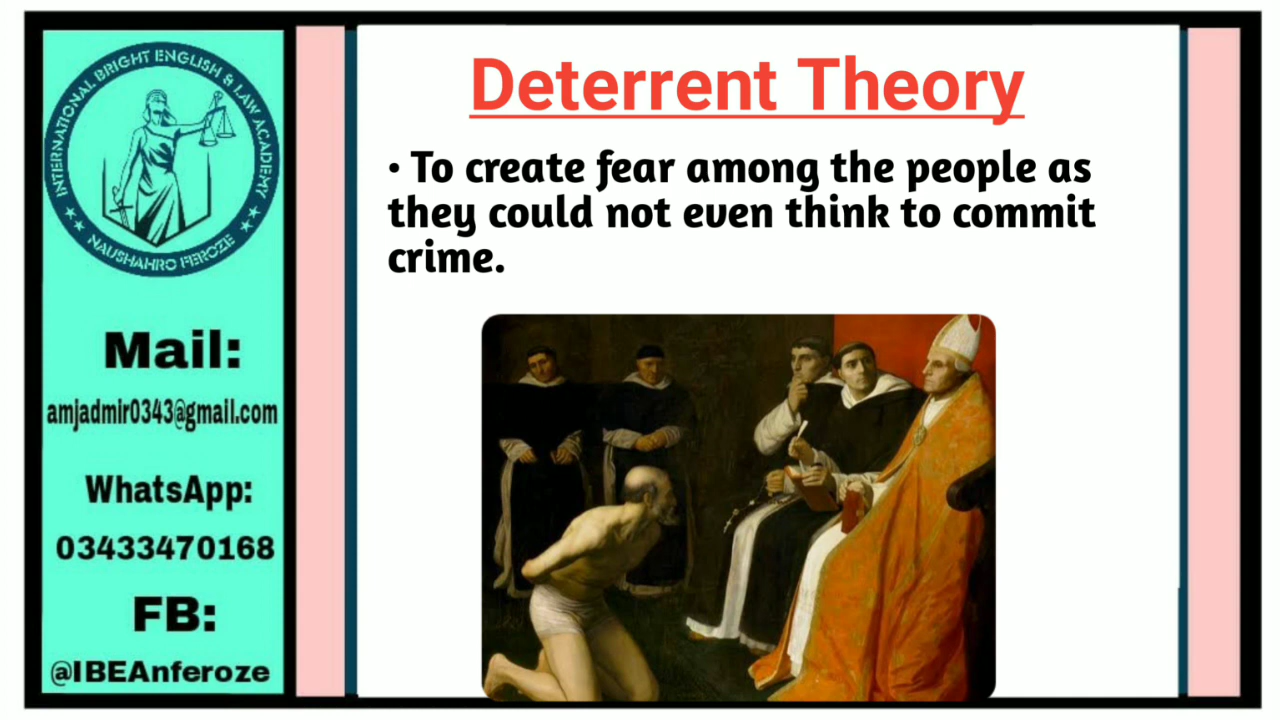 INTERNATIONAL BRIGHT ENGLISH & LAW ACADEMY
NAUSHAHRO FEROZE
Mail:
amjadmir0343@gmail.com
WhatsApp:
03433470168
FB:
@IBEAnferoze
Deterrent Theory
• To create fear among the people as
they could not even think to commit
crime.